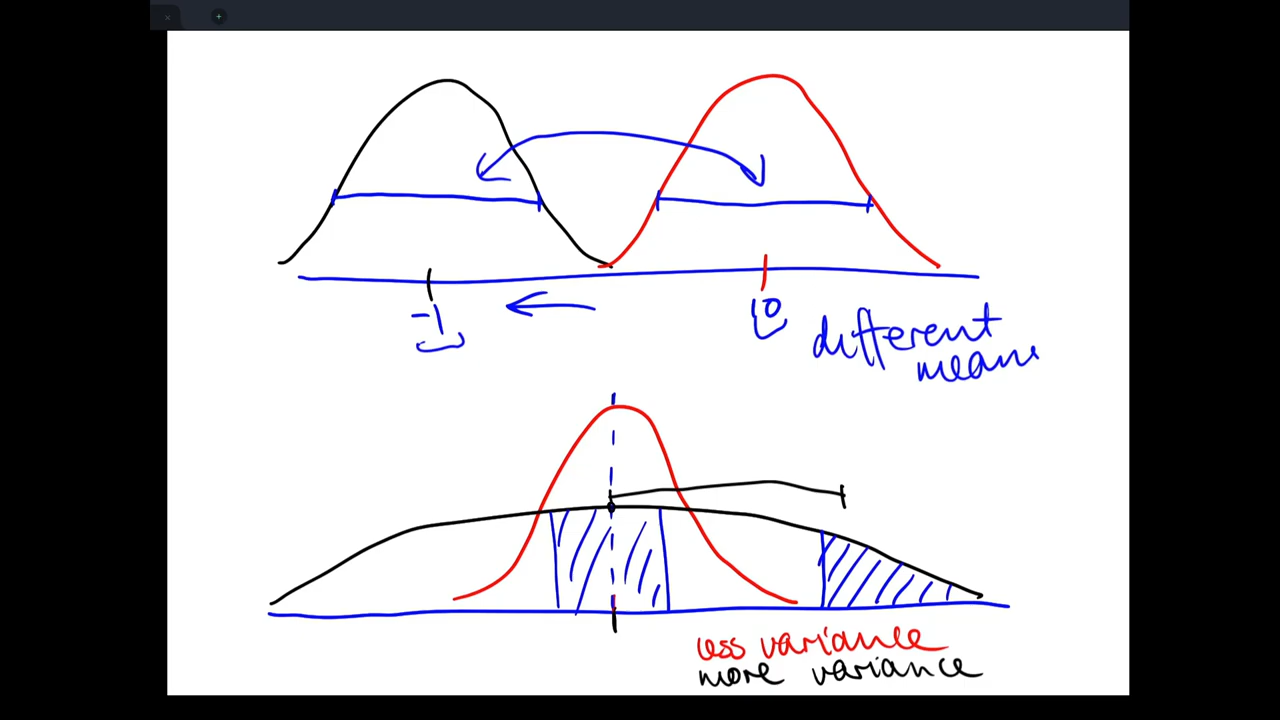 -1
10
different
means
less variance
more variance